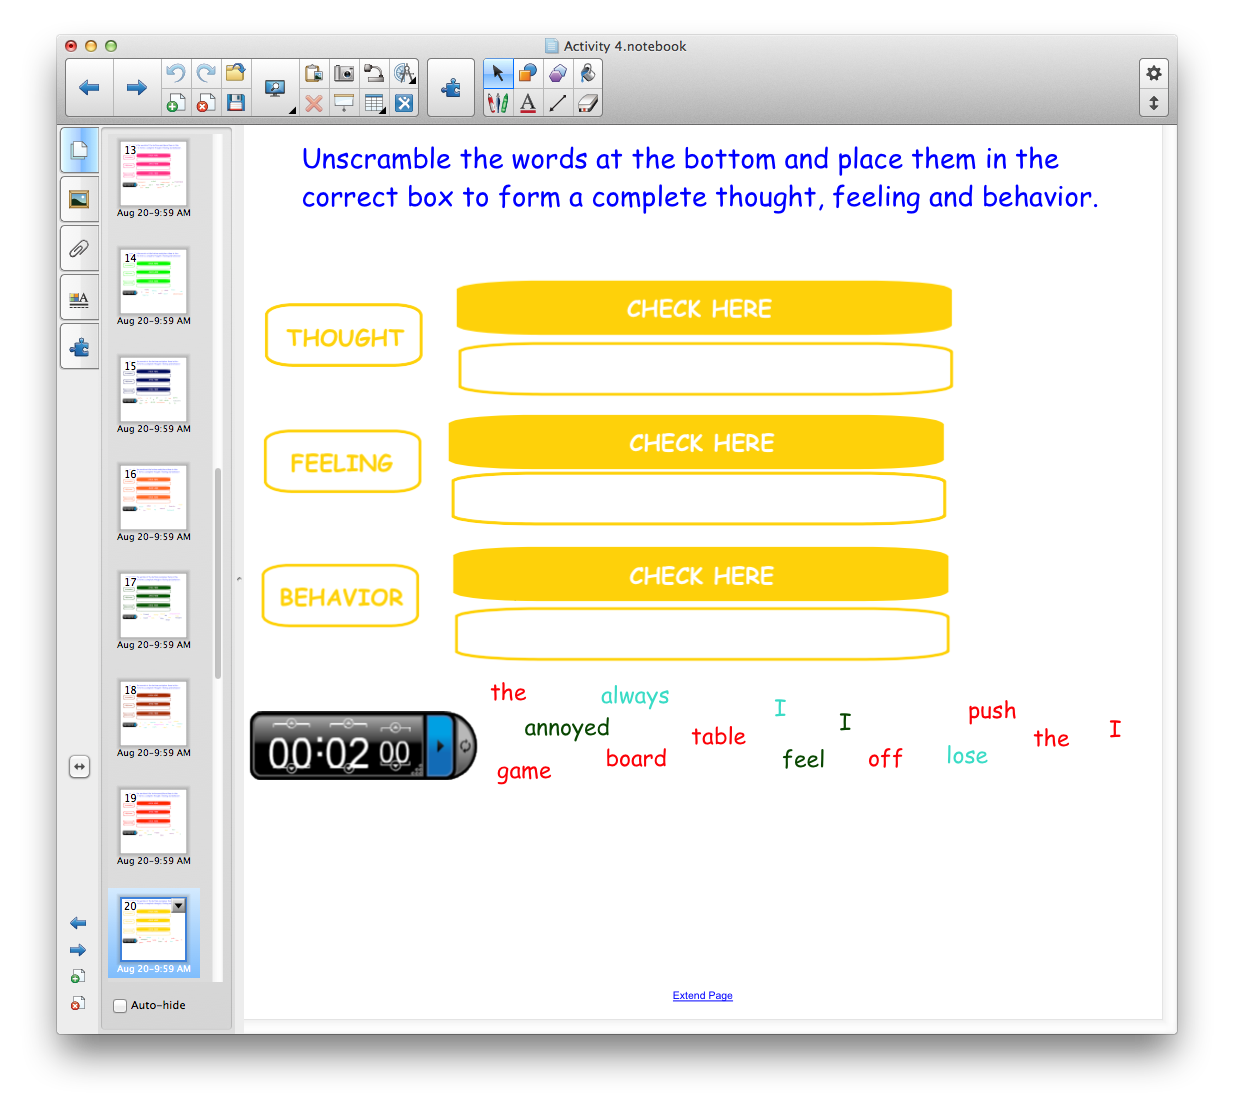 Activity 4.notebook
13
Aug 20-9:59 AM
14
Aug 20-9:59 AM
15
Aug 20-9:59 AM
16
Aug 20-9:59 AM
17
Aug 20-9:59 AM
18
Aug 20-9:59 AM
19
Aug 20-9:59 AM
20
Aug 20-9:59 AM
Auto-hide
Unscramble the words at the bottom and place them in the
correct box to form a complete thought, feeling and behavior.
CHECK HERE
THOUGHT
CHECK HERE
FEELING
CHECK HERE
BEHAVIOR
the always I I push
annoyed table the I
game board feel off lose
00:02 00
Extend Page